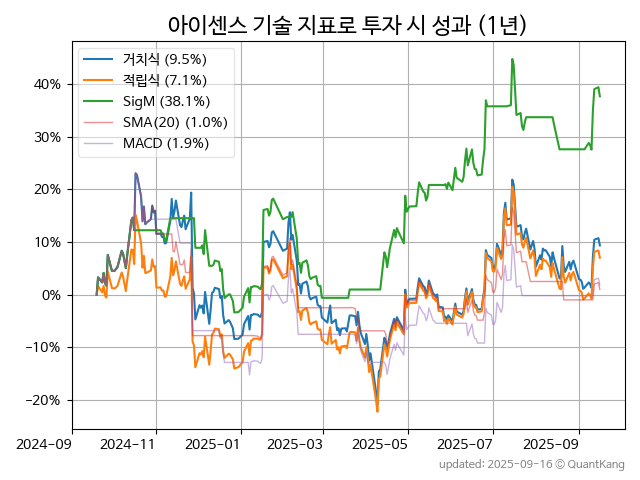 아이센스 기술 지표로 투자 시 성과 (1년)
거치식 (9.5%)
적립식 (7.1%)
SigM (38.1%)
SMA(20) (1.0%)
MACD (1.9%)
40%
30%
20%
10%
0%
−10%
−20%
2024-09 2024-11 2025-01 2025-03 2025-05 2025-07 2025-09
updated: 2025-09-16 © QuantKang